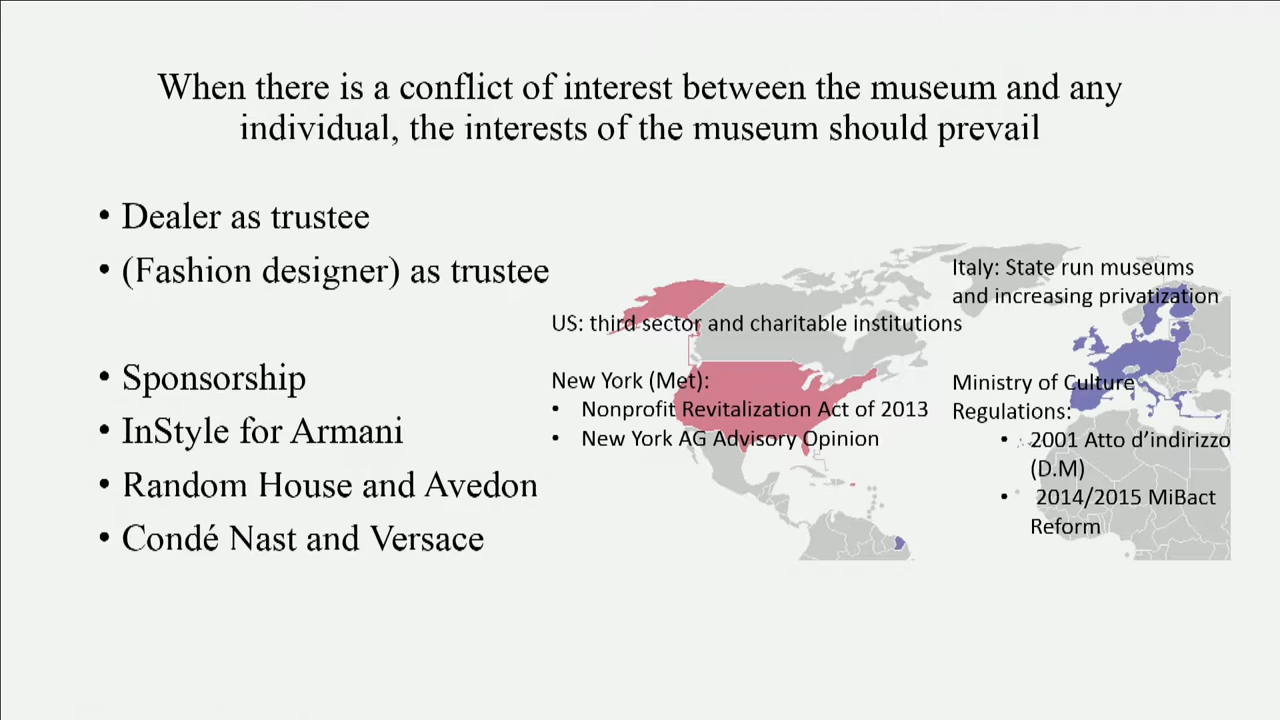 When there is a conflict of interest between the museum and any
individual, the interests of the museum should prevail
• Dealer as trustee
• (Fashion designer) as trustee
• Sponsorship
• InStyle for Armani
• Random House and Avedon
• Condé Nast and Versace
US: third sector and charitable institutions
New York (Met):
• Nonprofit Revitalization Act of 2013
• New York AG Advisory Opinion
Italy: State run museums
and increasing privatization
Ministry of Culture
Regulations:
• 2001 Atto d’indirizzo
(D.M)
• 2014/2015 MiBact
Reform